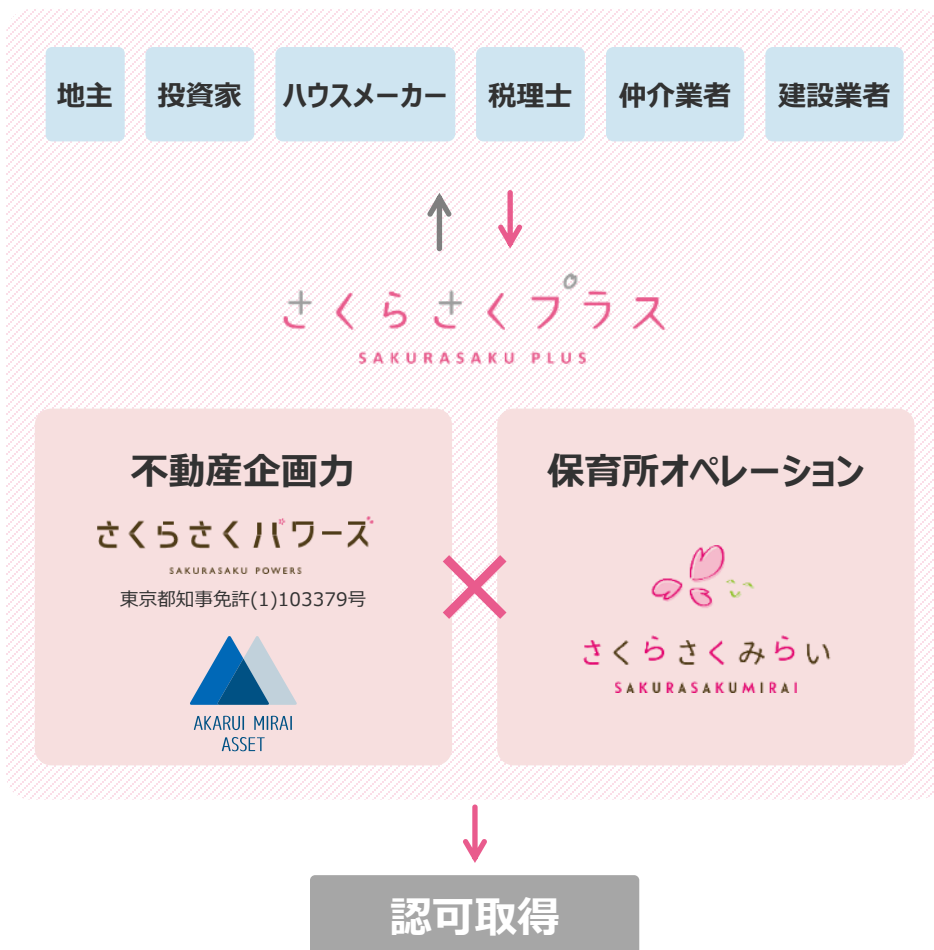 地主 投資家 ハウスメーカー 税理士 仲介業者 建設業者
さくらさくプラス
SAKURASAKU PLUS
不動産企画力
さくらさくパワーズ
SAKURASAKU POWERS
東京都知事免許(1)103379号
AKARUI MIRAI
ASSET
保育所オペレーション
さくらさくみらい
SAKURASAKUMIRAI
認可取得